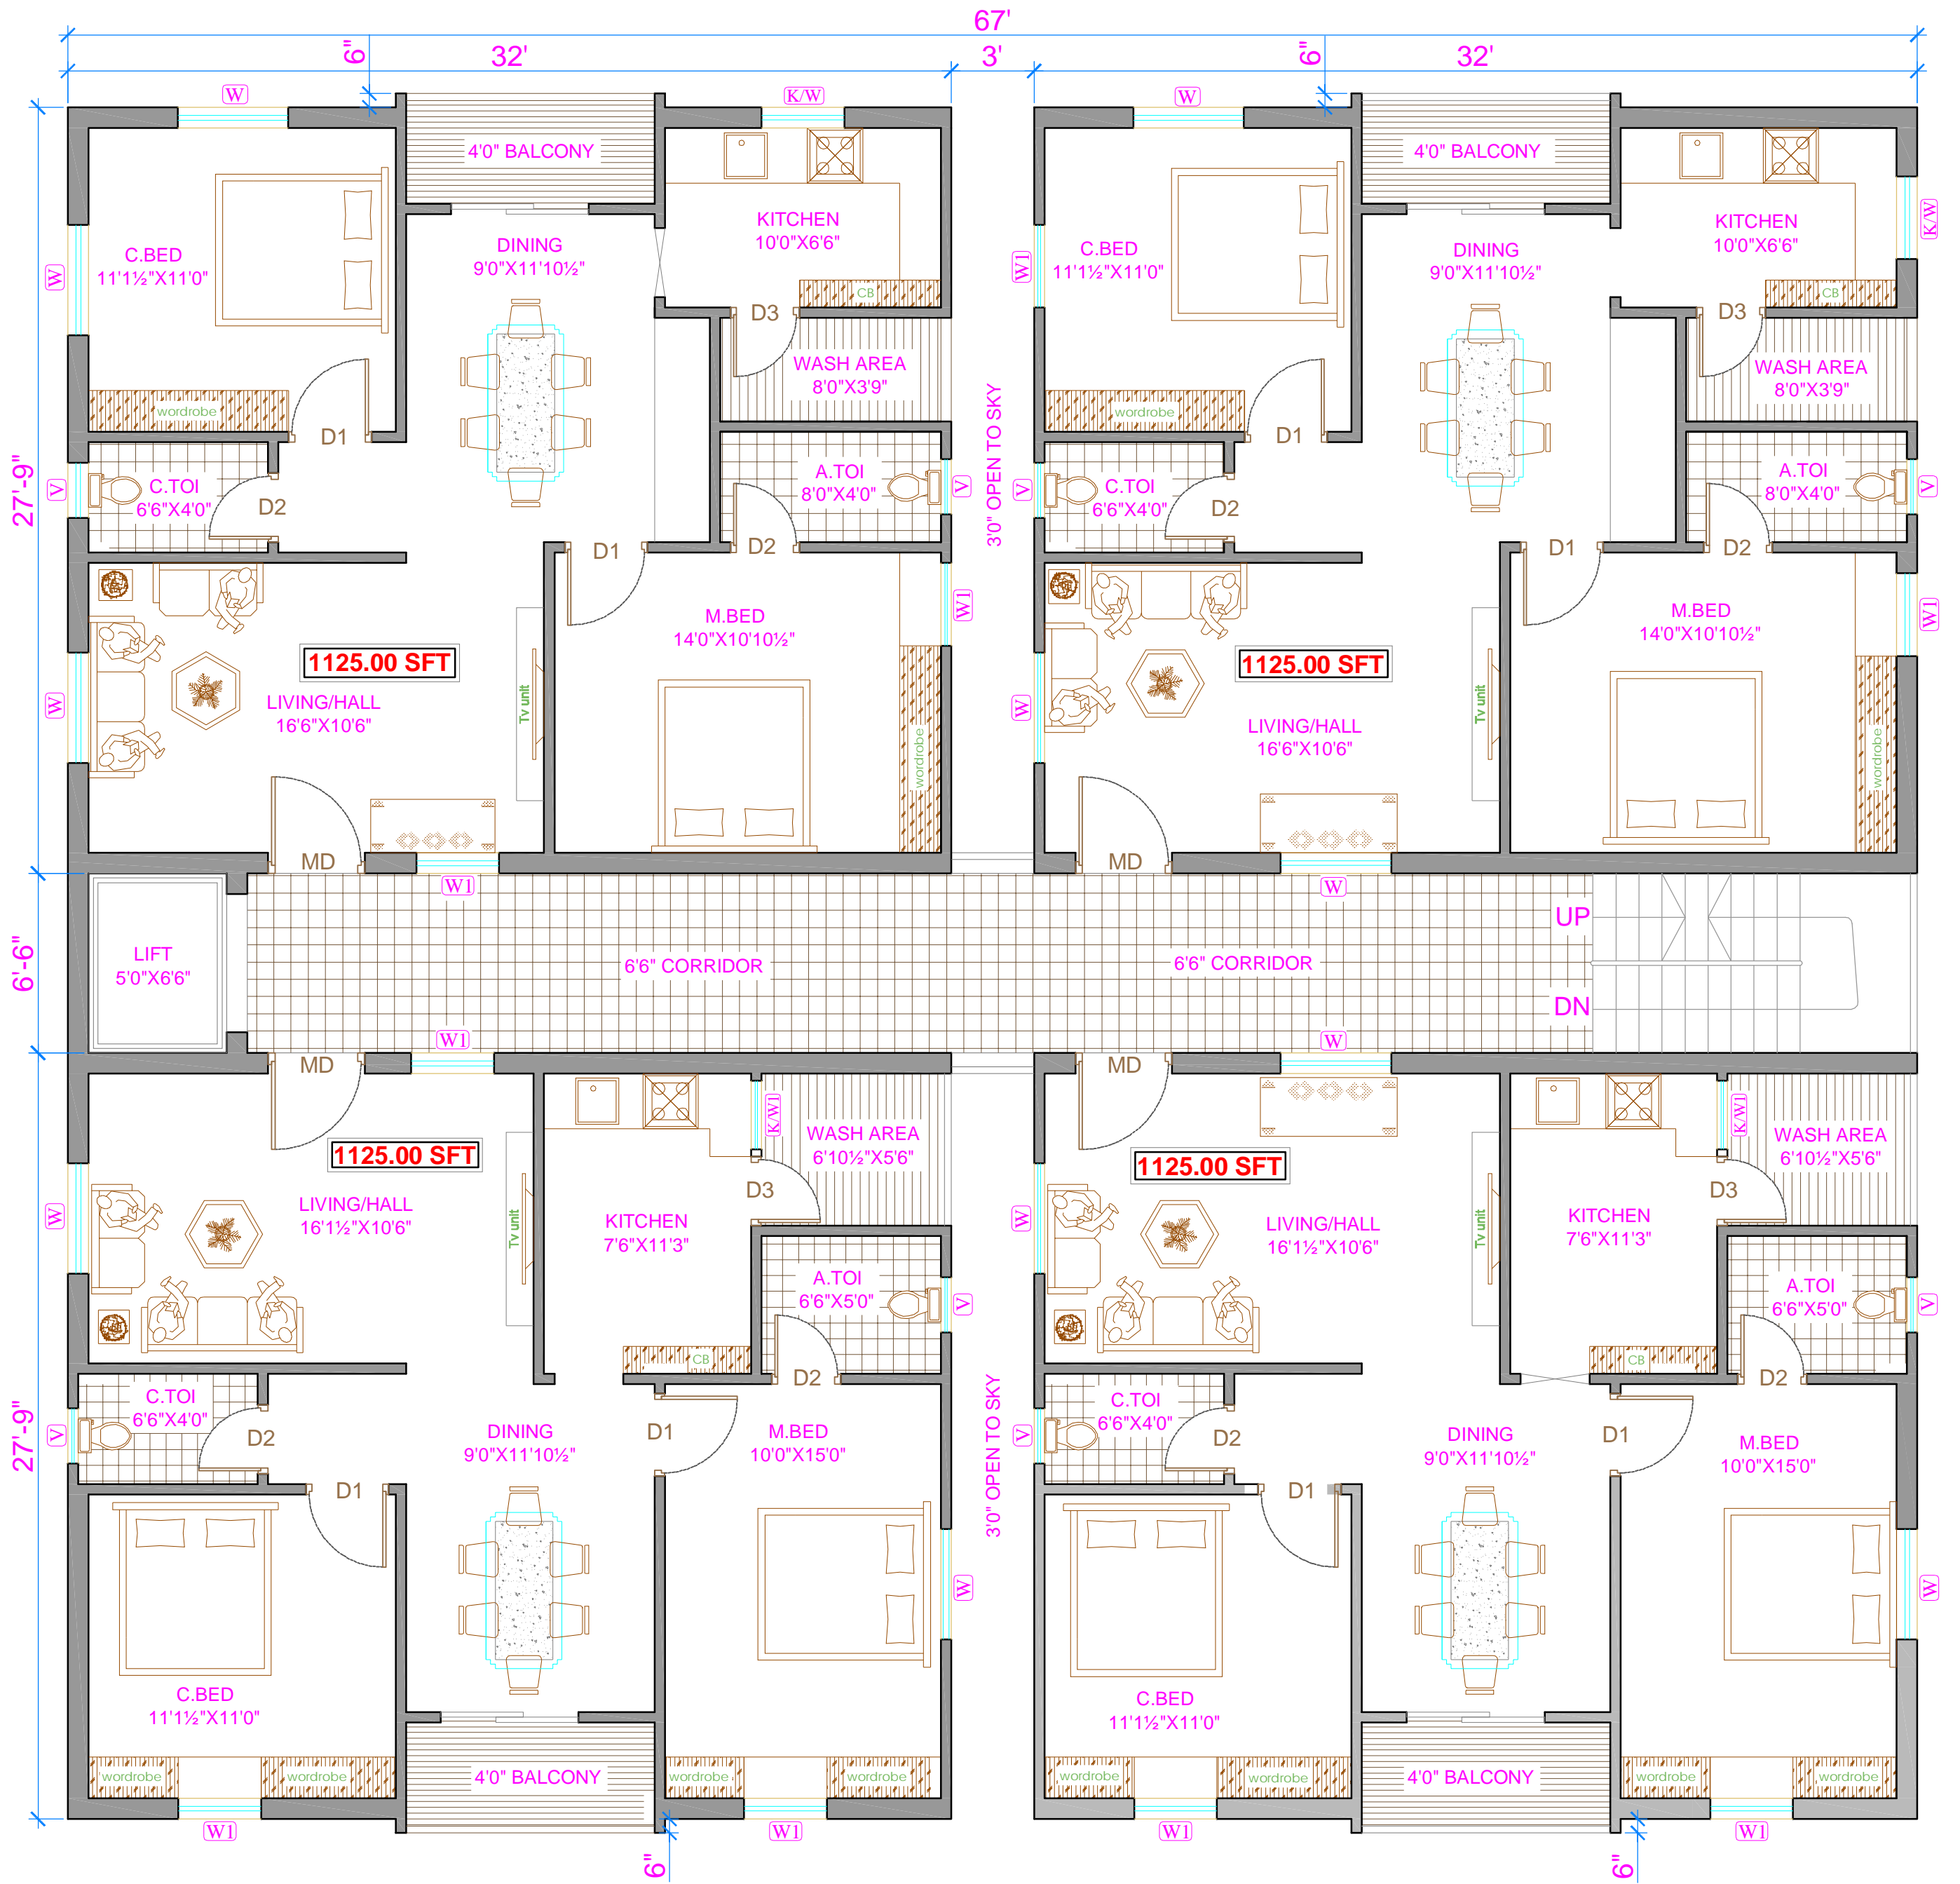 67'
6"
32'
3'
6"
32'
W
K/W
W
4'0" BALCONY
4'0" BALCONY
KITCHEN
10'0"X6'6"
KITCHEN
10'0"X6'6"
K/W
C.BED
11'1½"X11'0"
DINING
9'0"X11'10½"
C.BED
11'1½"X11'0"
DINING
9'0"X11'10½"
W
W1
CB
CB
D3
D3
WASH AREA
8'0"X3'9"
WASH AREA
8'0"X3'9"
wordrobe
wordrobe
D1
D1
3'0" OPEN TO SKY
27'-9"
V
C.TOI
6'6"X4'0"
D2
A.TOI
8'0"X4'0"
V
V
C.TOI
6'6"X4'0"
D2
A.TOI
8'0"X4'0"
V
D1
D2
D1
D2
M.BED
14'0"X10'10½"
W1
M.BED
14'0"X10'10½"
W1
1125.00 SFT
1125.00 SFT
W
LIVING/HALL
16'6"X10'6"
Tv unit
wordrobe
W
LIVING/HALL
16'6"X10'6"
Tv unit
wordrobe
MD
MD
W1
W
UP
6'-6"
LIFT
5'0"X6'6"
6'6" CORRIDOR
6'6" CORRIDOR
DN
W1
W
MD
MD
K/W1
WASH AREA
6'10½"X5'6"
K/W1
WASH AREA
6'10½"X5'6"
1125.00 SFT
1125.00 SFT
D3
D3
W
LIVING/HALL
16'1½"X10'6"
Tv unit
KITCHEN
7'6"X11'3"
W
LIVING/HALL
16'1½"X10'6"
Tv unit
KITCHEN
7'6"X11'3"
A.TOI
6'6"X5'0"
V
A.TOI
6'6"X5'0"
V
CB
CB
D2
D2
27'-9"
V
C.TOI
6'6"X4'0"
D2
DINING
9'0"X11'10½"
D1
M.BED
10'0"X15'0"
3'0" OPEN TO SKY
V
C.TOI
6'6"X4'0"
D2
DINING
9'0"X11'10½"
D1
M.BED
10'0"X15'0"
D1
D1
W
W
C.BED
11'1½"X11'0"
C.BED
11'1½"X11'0"
wordrobe
wordrobe
4'0" BALCONY
wordrobe
wordrobe
wordrobe
wordrobe
4'0" BALCONY
wordrobe
wordrobe
W1
W1
W1
W1
6"
6"